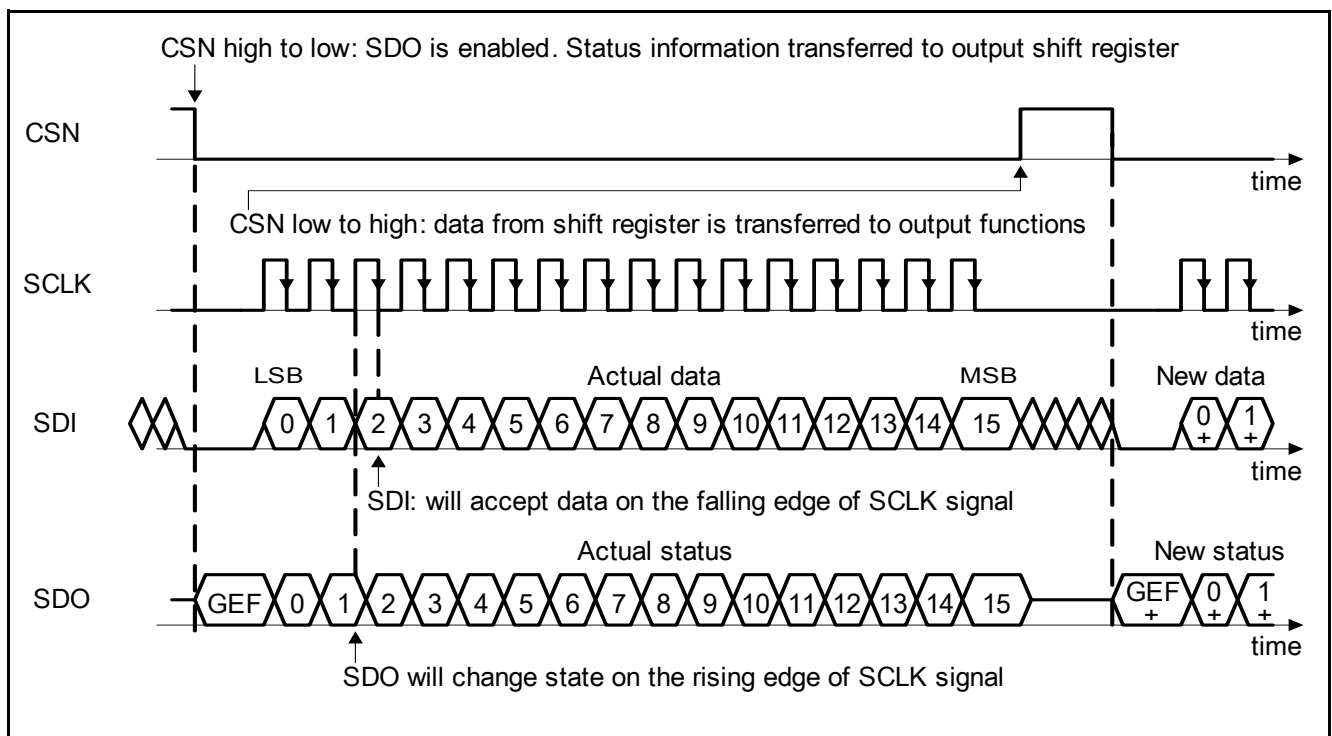 CSN high to low: SDO is enabled. Status information transferred to output shift register
CSN
time
CSN low to high: data from shift register is transferred to output functions
SCLK
time
LSB Actual data MSB New data
SDI 0 1 2 3 4 5 6 7 8 9 10 11 12 13 14 15 0+ 1+
time
SDI: will accept data on the falling edge of SCLK signal
Actual status New status
SDO GEF 0 1 2 3 4 5 6 7 8 9 10 11 12 13 14 15 GEF+ 0+ 1+
time
SDO will change state on the rising edge of SCLK signal